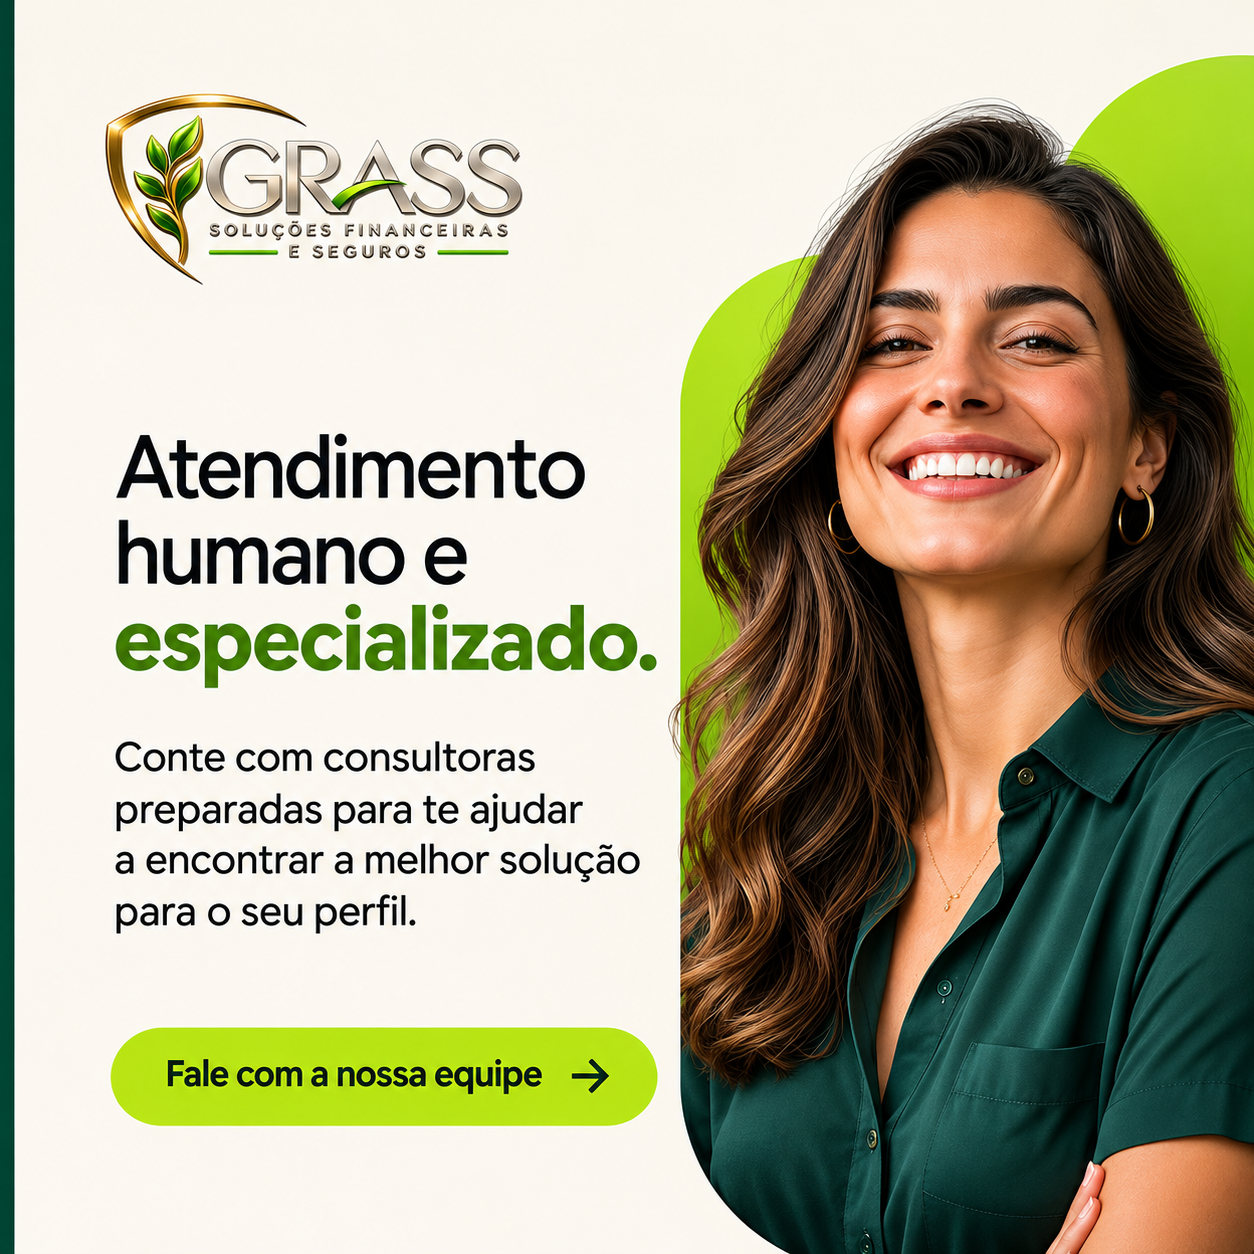 GRASS
SOLUÇÕES FINANCEIRAS
E SEGUROS
Atendimento
humano e
especializado.
Conte com consultoras
preparadas para te ajudar
a encontrar a melhor solução
para o seu perfil.
Fale com a nossa equipe →